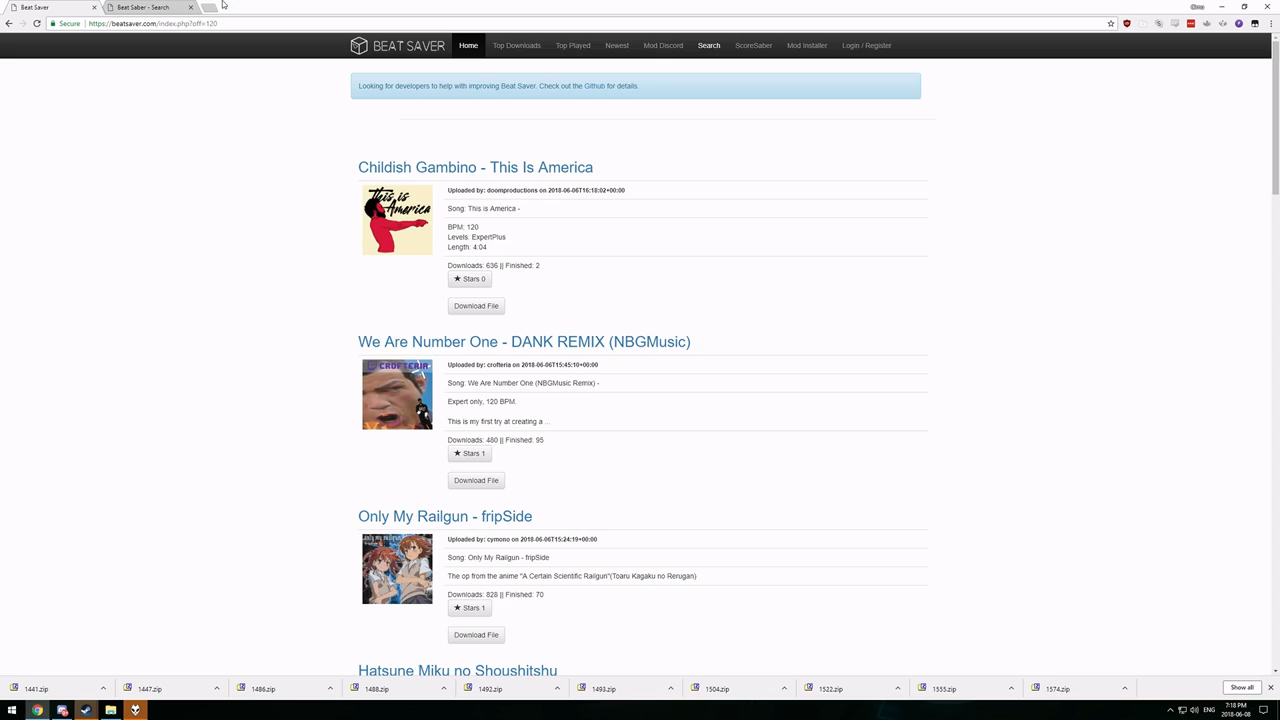 Beat Saver
Beat Saber - Search
Secure
https://beatsaver.com/index.php?off=120
BEAT SAVER
Home
Top Downloads
Top Played
Newest
Mod Discord
Search
ScoreSaber
Mod Installer
Login / Register
Looking for developers to help with improving Beat Saver. Check out the Github for details.
Childish Gambino - This Is America
This is
America
Uploaded by: doomproductions on 2018-06-06T16:18:02+00:00
Song: This is America -
BPM: 120
Levels: ExpertPlus
Length: 4:04
Downloads: 636 || Finished: 2
★ Stars 0
Download File
We Are Number One - DANK REMIX (NBGMusic)
CROFTERIA
Uploaded by: crofteria on 2018-06-06T15:45:10+00:00
Song: We Are Number One (NBGMusic Remix) -
Expert only, 120 BPM.
This is my first try at creating a ...
Downloads: 480 || Finished: 95
★ Stars 1
Download File
Only My Railgun - fripSide
only my railgun
Uploaded by: cymono on 2018-06-06T15:24:19+00:00
Song: Only My Railgun - fripSide
The op from the anime "A Certain Scientific Railgun"(Toaru Kagaku no Rerugan)
Downloads: 828 || Finished: 70
★ Stars 1
Download File
Hatsune Miku no Shoushitshu
1441.zip
1447.zip
1486.zip
1488.zip
1492.zip
1493.zip
1504.zip
1522.zip
1555.zip
1574.zip
Show all
ENG
7:18 PM
2018-06-08